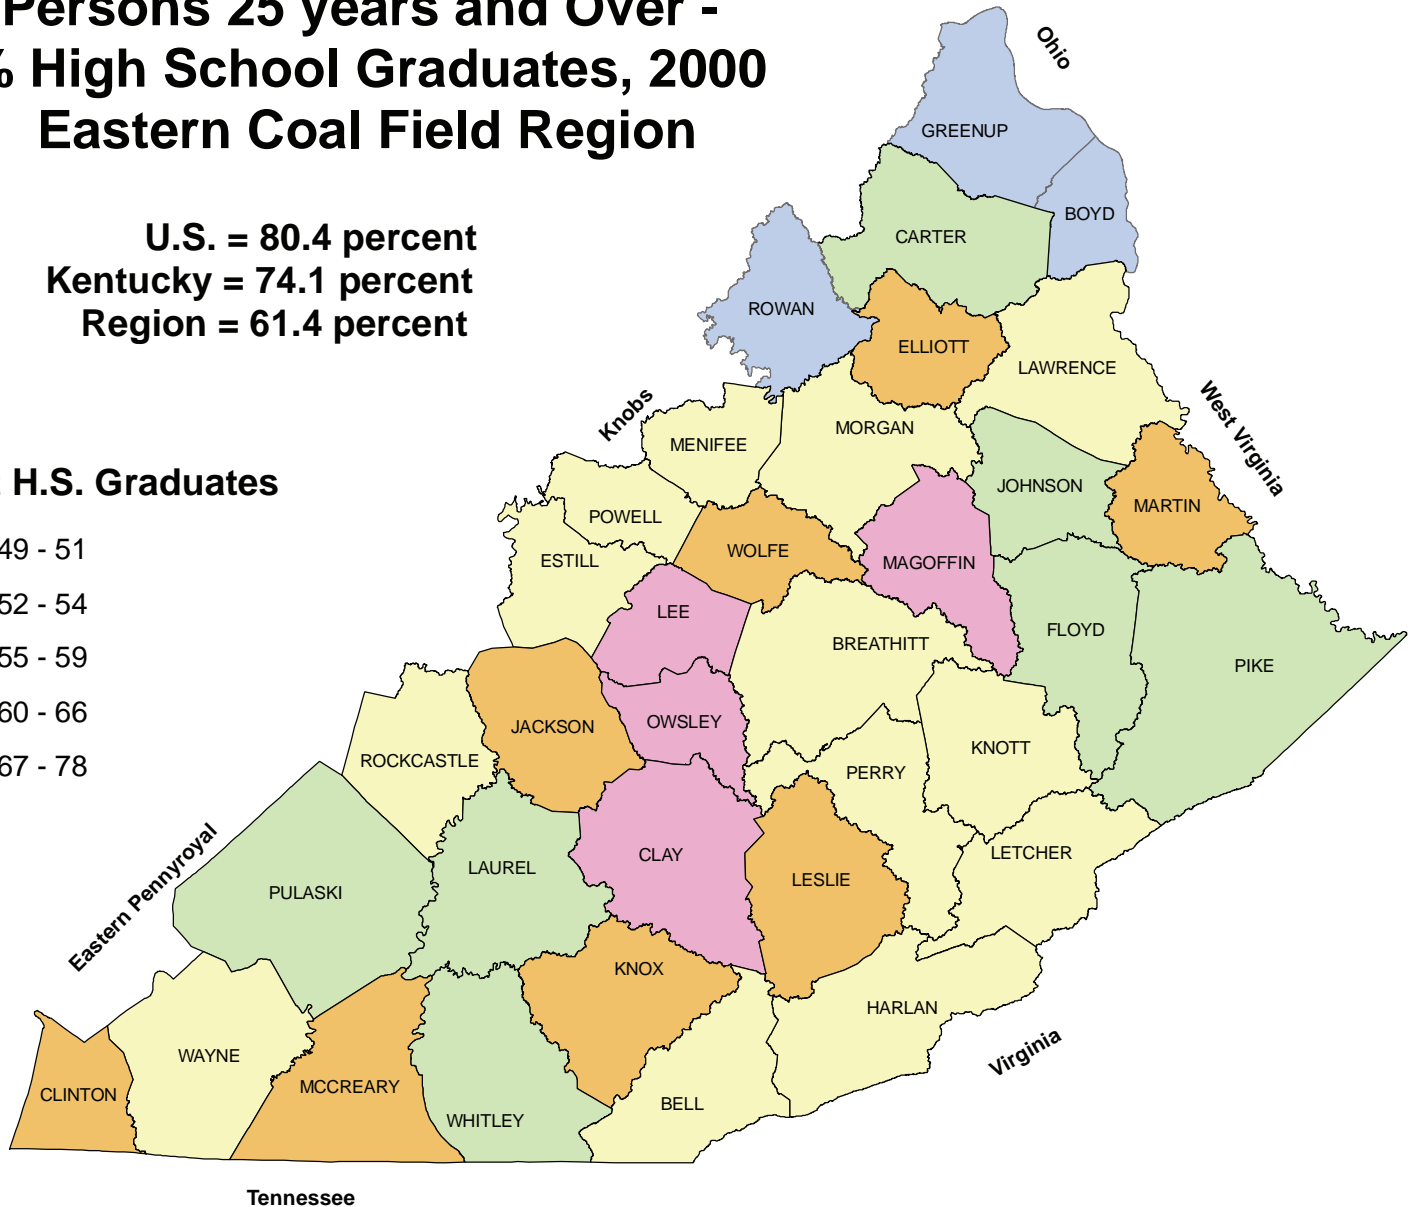 Persons 25 years and Over -
% High School Graduates, 2000
Eastern Coal Field Region
U.S. = 80.4 percent
Kentucky = 74.1 percent
Region = 61.4 percent
H.S. Graduates
49 - 51
52 - 54
55 - 59
60 - 66
67 - 78
Ohio
GREENUP
BOYD
CARTER
ROWAN
ELLIOTT
LAWRENCE
West Virginia
Knobs
MENIFEE
MORGAN
JOHNSON
MARTIN
POWELL
WOLFE
ESTILL
MAGOFFIN
LEE
BREATHITT
FLOYD
PIKE
JACKSON
OWSLEY
KNOTT
ROCKCASTLE
PERRY
Eastern Pennyroyal
PULASKI
LAUREL
CLAY
LESLIE
LETCHER
KNOX
HARLAN
Virginia
WAYNE
CLINTON
MCCREARY
WHITLEY
BELL
Tennessee